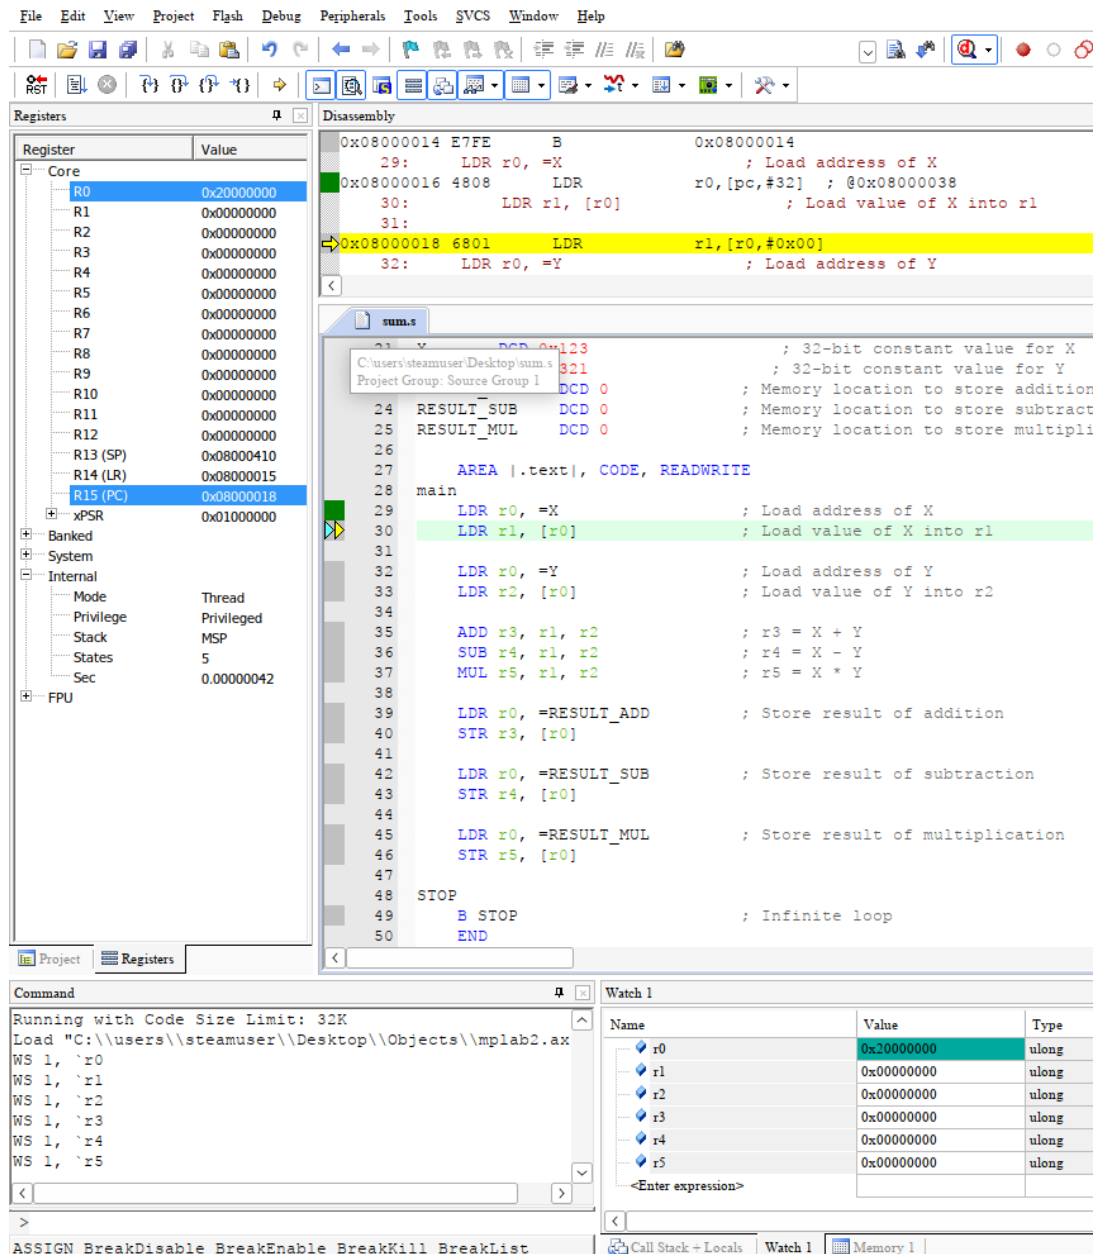 File Edit View Project Flash Debug Peripherals Tools SVCS Window Help
RST
Registers
Register Value
Core
R0 0x20000000
R1 0x00000000
R2 0x00000000
R3 0x00000000
R4 0x00000000
R5 0x00000000
R6 0x00000000
R7 0x00000000
R8 0x00000000
R9 0x00000000
R10 0x00000000
R11 0x00000000
R12 0x00000000
R13 (SP) 0x08000410
R14 (LR) 0x08000015
R15 (PC) 0x08000018
xPSR 0x01000000
Banked
System
Internal
Mode Thread
Privilege Privileged
Stack MSP
States 5
Sec 0.00000042
FPU
Project Registers
Disassembly
0x08000014 E7FE B 0x08000014
29: LDR r0, =X ; Load address of X
0x08000016 4808 LDR r0,[pc,#32] ; @0x08000038
30: LDR r1, [r0] ; Load value of X into r1
31:
0x08000018 6801 LDR r1,[r0,#0x00]
32: LDR r0, =Y ; Load address of Y
sum.s
21 DCD 0x123 ; 32-bit constant value for X
C:\users\steamuser\Desktop\sum.s
Project Group: Source Group 1
321 ; 32-bit constant value for Y
DCD 0 ; Memory location to store addition
24 RESULT_SUB DCD 0 ; Memory location to store subtract
25 RESULT_MUL DCD 0 ; Memory location to store multipli
26
27 AREA |.text|, CODE, READWRITE
28 main
29 LDR r0, =X ; Load address of X
30 LDR r1, [r0] ; Load value of X into r1
31
32 LDR r0, =Y ; Load address of Y
33 LDR r2, [r0] ; Load value of Y into r2
34
35 ADD r3, r1, r2 ; r3 = X + Y
36 SUB r4, r1, r2 ; r4 = X - Y
37 MUL r5, r1, r2 ; r5 = X * Y
38
39 LDR r0, =RESULT_ADD ; Store result of addition
40 STR r3, [r0]
41
42 LDR r0, =RESULT_SUB ; Store result of subtraction
43 STR r4, [r0]
44
45 LDR r0, =RESULT_MUL ; Store result of multiplication
46 STR r5, [r0]
47
48 STOP
49 B STOP ; Infinite loop
50 END
Command
Running with Code Size Limit: 32K
Load "C:\\users\\steamuser\\Desktop\\Objects\\mplab2.ax
WS 1, `r0
WS 1, `r1
WS 1, `r2
WS 1, `r3
WS 1, `r4
WS 1, `r5
>
ASSIGN BreakDisable BreakEnable BreakKill BreakList
Watch 1
Name Value Type
r0 0x20000000 ulong
r1 0x00000000 ulong
r2 0x00000000 ulong
r3 0x00000000 ulong
r4 0x00000000 ulong
r5 0x00000000 ulong
<Enter expression>
Call Stack + Locals Watch 1 Memory 1